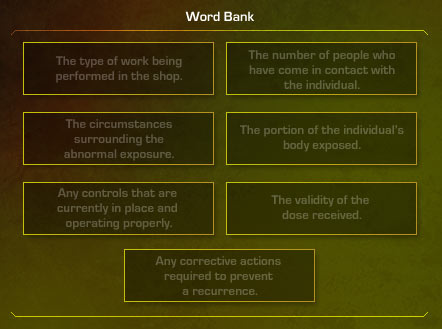 Word Bank
The type of work being
performed in the shop.
The number of people who
have come in contact with
the individual.
The circumstances
surrounding the
abnormal exposure.
The portion of the individual's
body exposed.
Any controls that are
currently in place and
operating properly.
The validity of the
dose received.
Any corrective actions
required to prevent
a recurrence.